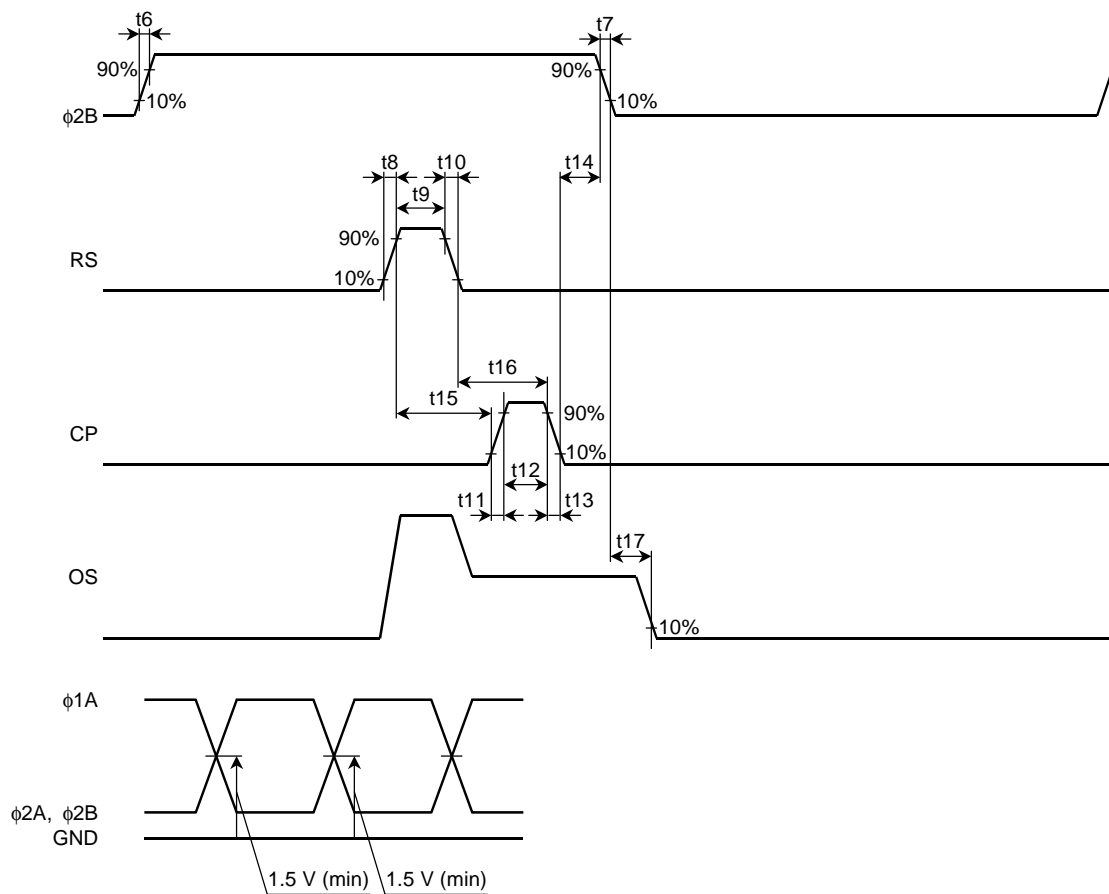 t6
t7
90%
90%
10%
10%
ϕ2B
t8
t10
t14
t9
90%
RS
10%
t16
t15
90%
CP
10%
t12
t11
t13
t17
OS
10%
ϕ1A
ϕ2A, ϕ2B
GND
1.5 V (min)
1.5 V (min)